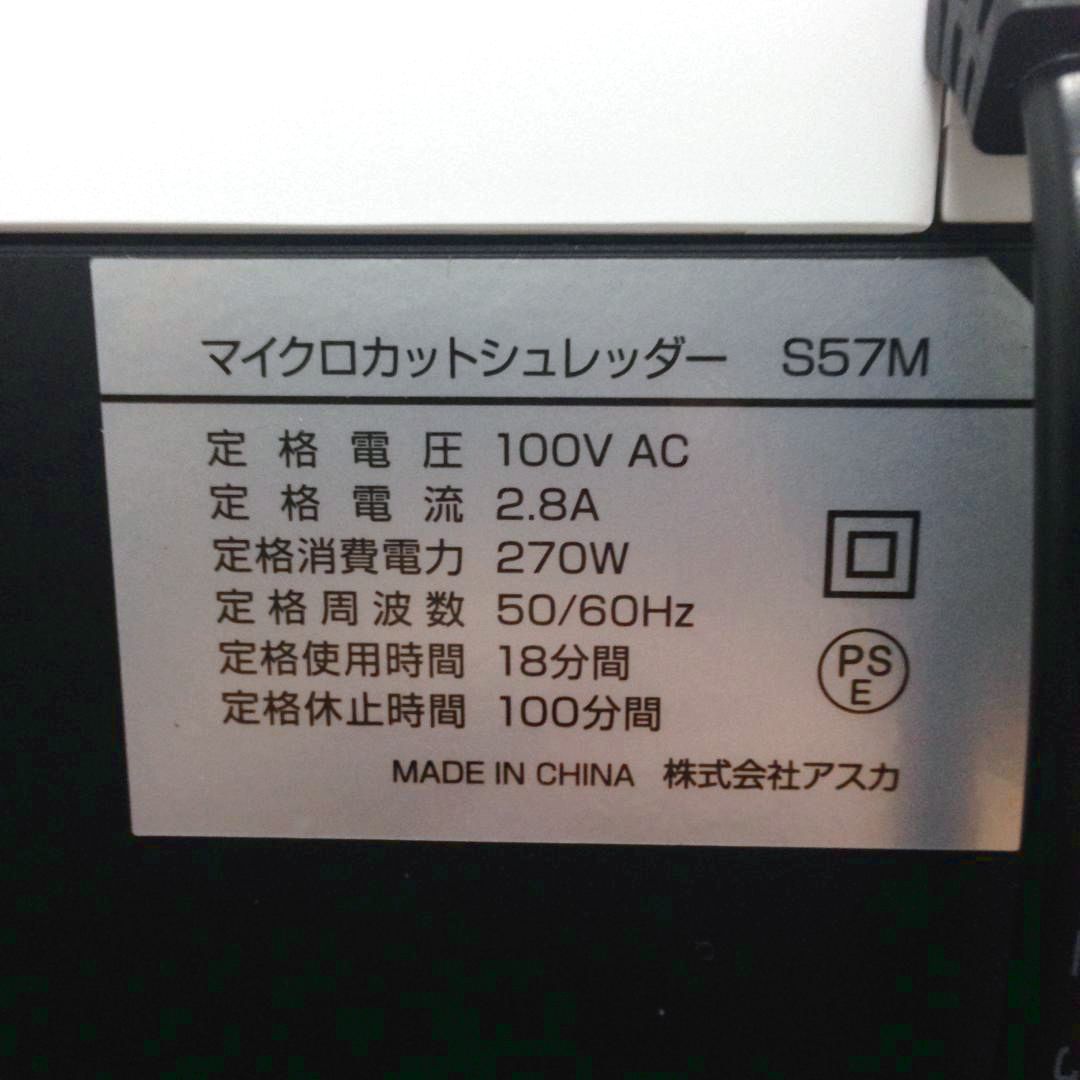 マイクロカットシュレッダー S57M
定格電圧 100V AC
定格電流 2.8A
定格消費電力 270W
定格周波数 50/60Hz
定格使用時間 18分間
定格休止時間 100分間
PS
E
MADE IN CHINA 株式会社アスカ